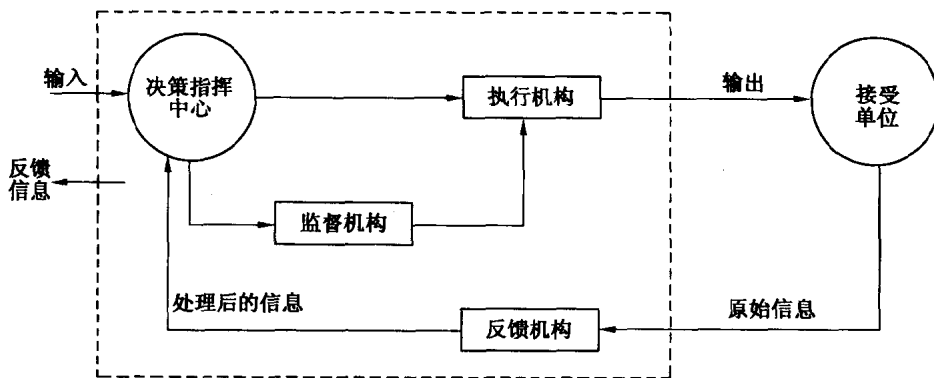 输入
决策指挥
中心
执行机构
输出
接受
单位
反馈
信息
监督机构
处理后的信息
反馈机构
原始信息